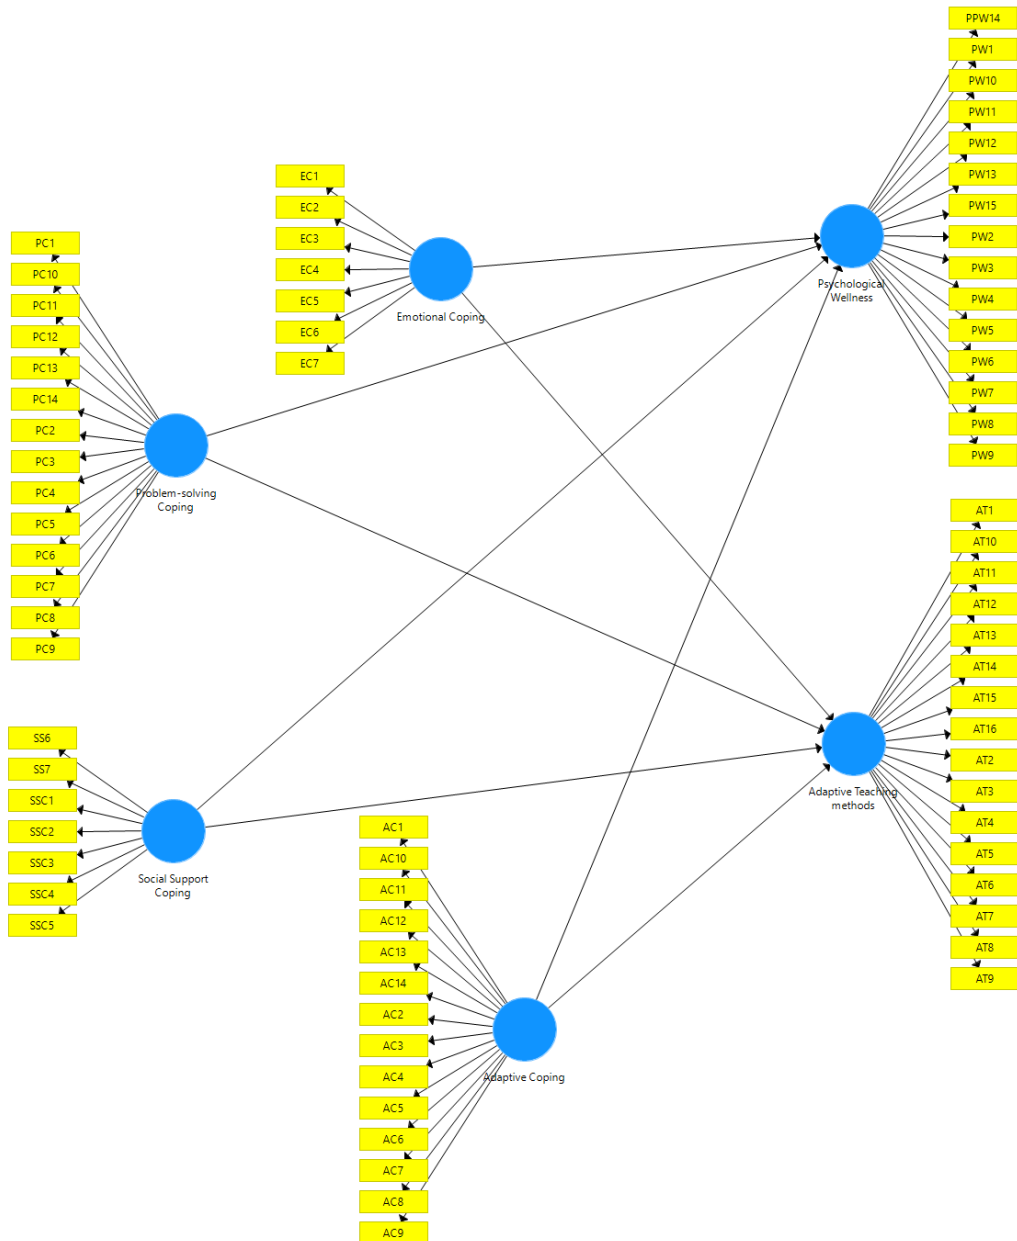 PPW14
PW1
PW10
PW11
PW12
PW13
PW15
PW2
PW3
PW4
PW5
PW6
PW7
PW8
PW9
Psychological
Wellness
EC1
EC2
EC3
EC4
EC5
EC6
EC7
Emotional Coping
PC1
PC10
PC11
PC12
PC13
PC14
PC2
PC3
PC4
PC5
PC6
PC7
PC8
PC9
Problem-solving
Coping
AT1
AT10
AT11
AT12
AT13
AT14
AT15
AT16
AT2
AT3
AT4
AT5
AT6
AT7
AT8
AT9
Adaptive Teaching
methods
SS6
SS7
SSC1
SSC2
SSC3
SSC4
SSC5
Social Support
Coping
AC1
AC10
AC11
AC12
AC13
AC14
AC2
AC3
AC4
AC5
AC6
AC7
AC8
AC9
Adaptive Coping